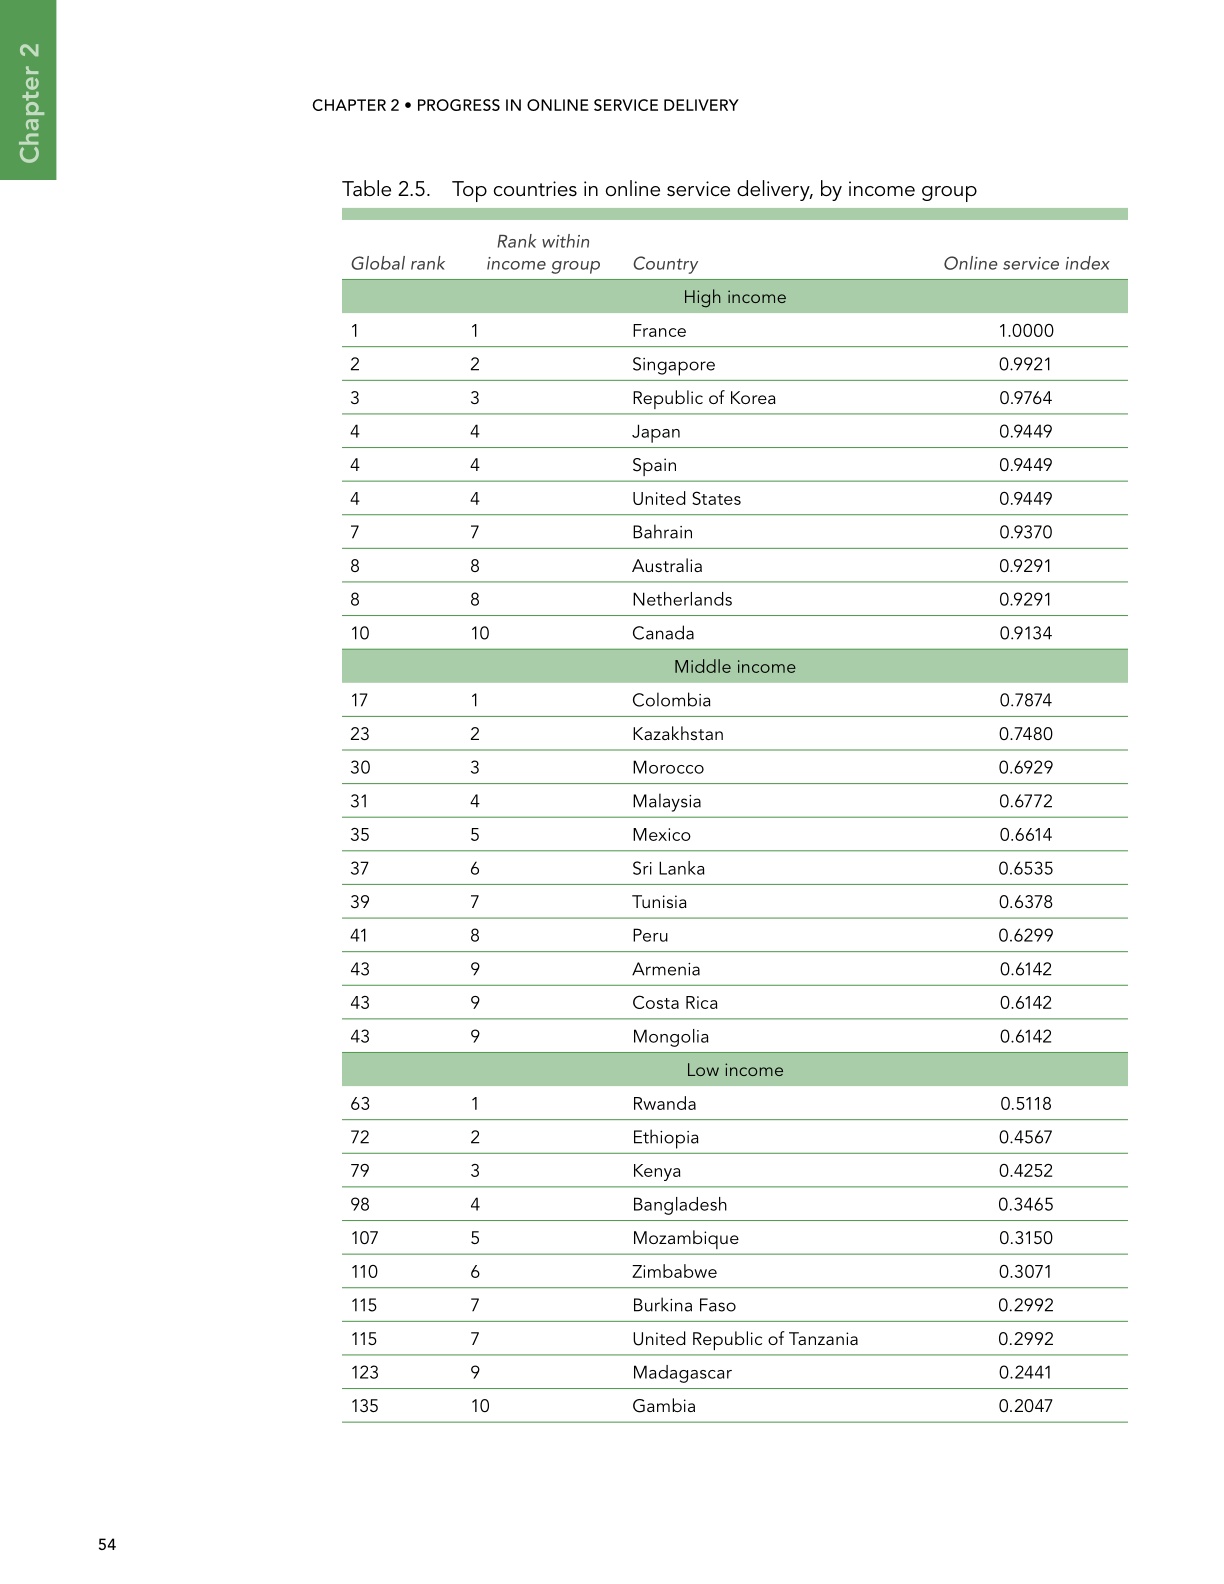 Chapter 2
CHAPTER 2 • PROGRESS IN ONLINE SERVICE DELIVERY
Table 2.5. Top countries in online service delivery, by income group
Global rank Rank within income group Country Online service index
High income
1 1 France 1.0000
2 2 Singapore 0.9921
3 3 Republic of Korea 0.9764
4 4 Japan 0.9449
4 4 Spain 0.9449
4 4 United States 0.9449
7 7 Bahrain 0.9370
8 8 Australia 0.9291
8 8 Netherlands 0.9291
10 10 Canada 0.9134
Middle income
17 1 Colombia 0.7874
23 2 Kazakhstan 0.7480
30 3 Morocco 0.6929
31 4 Malaysia 0.6772
35 5 Mexico 0.6614
37 6 Sri Lanka 0.6535
39 7 Tunisia 0.6378
41 8 Peru 0.6299
43 9 Armenia 0.6142
43 9 Costa Rica 0.6142
43 9 Mongolia 0.6142
Low income
63 1 Rwanda 0.5118
72 2 Ethiopia 0.4567
79 3 Kenya 0.4252
98 4 Bangladesh 0.3465
107 5 Mozambique 0.3150
110 6 Zimbabwe 0.3071
115 7 Burkina Faso 0.2992
115 7 United Republic of Tanzania 0.2992
123 9 Madagascar 0.2441
135 10 Gambia 0.2047
54